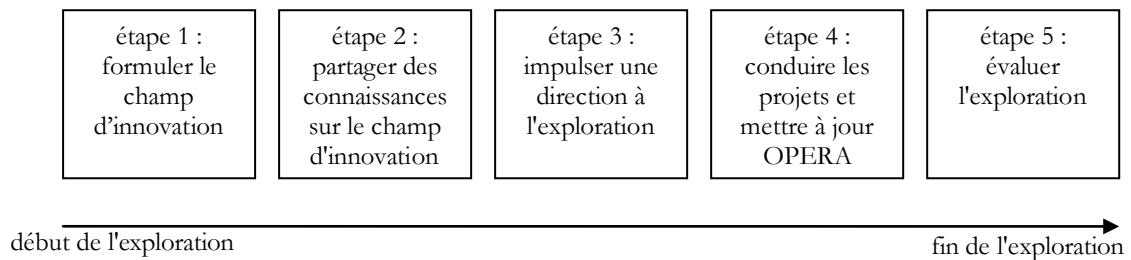 étape 1 :
formuler le
champ
d’innovation
étape 2 :
partager des
connaissances
sur le champ
d'innovation
étape 3 :
impulser une
direction à
l'exploration
étape 4 :
conduire les
projets et
mettre à jour
OPERA
étape 5 :
évaluer
l'exploration
début de l'exploration
fin de l'exploration